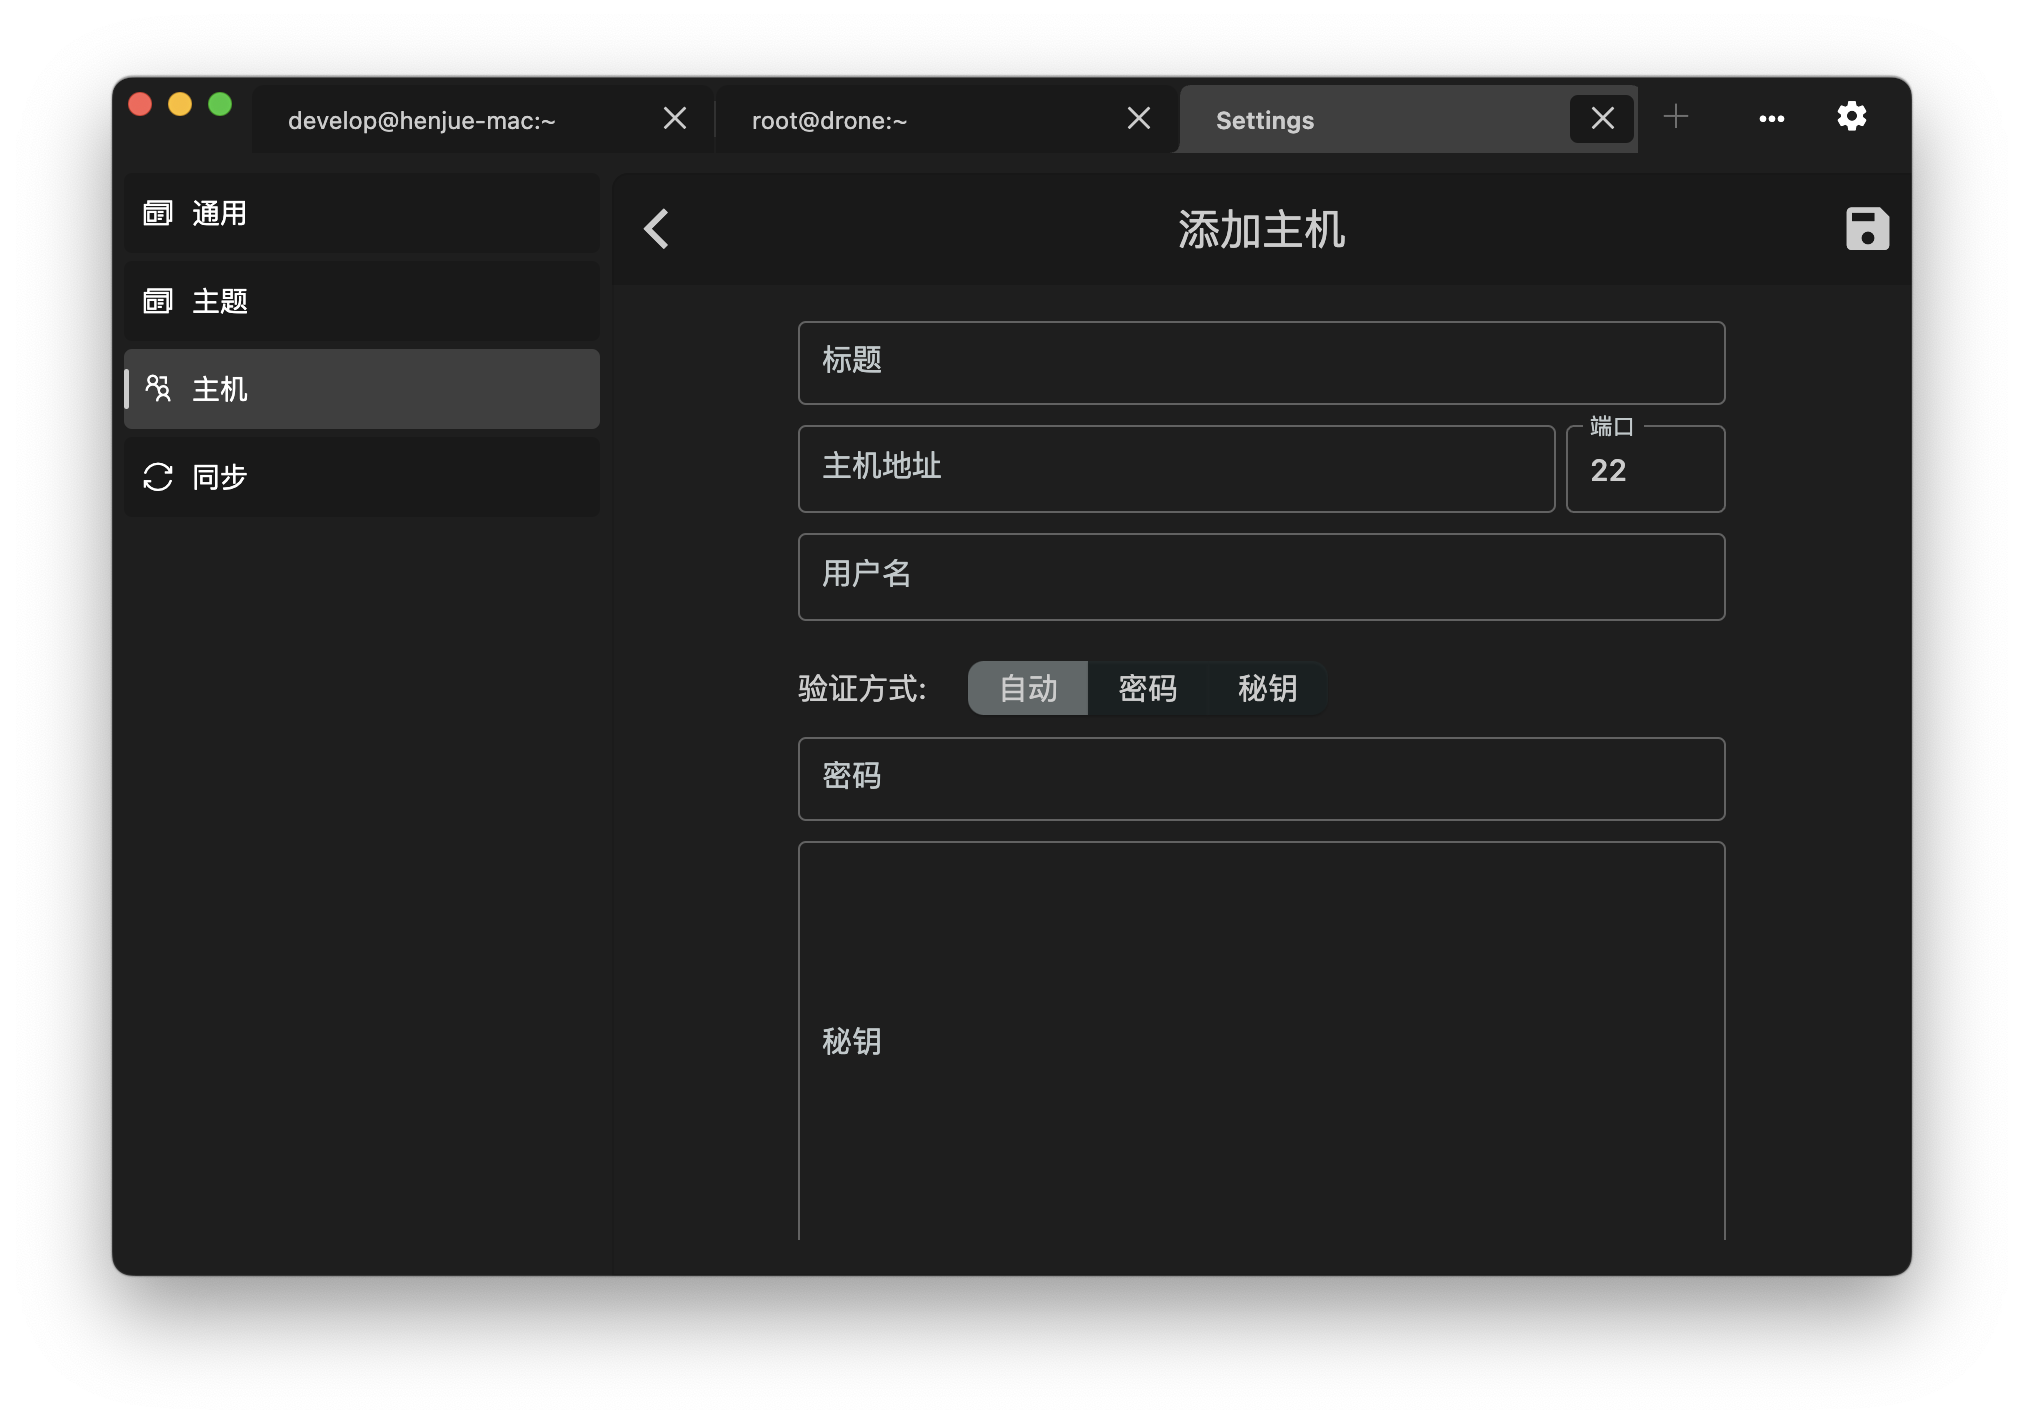 develop@henjue-mac:~
root@drone:~
Settings
通用
主题
主机
同步
添加主机
标题
主机地址
端口
22
用户名
验证方式: 自动 密码 秘钥
密码
秘钥